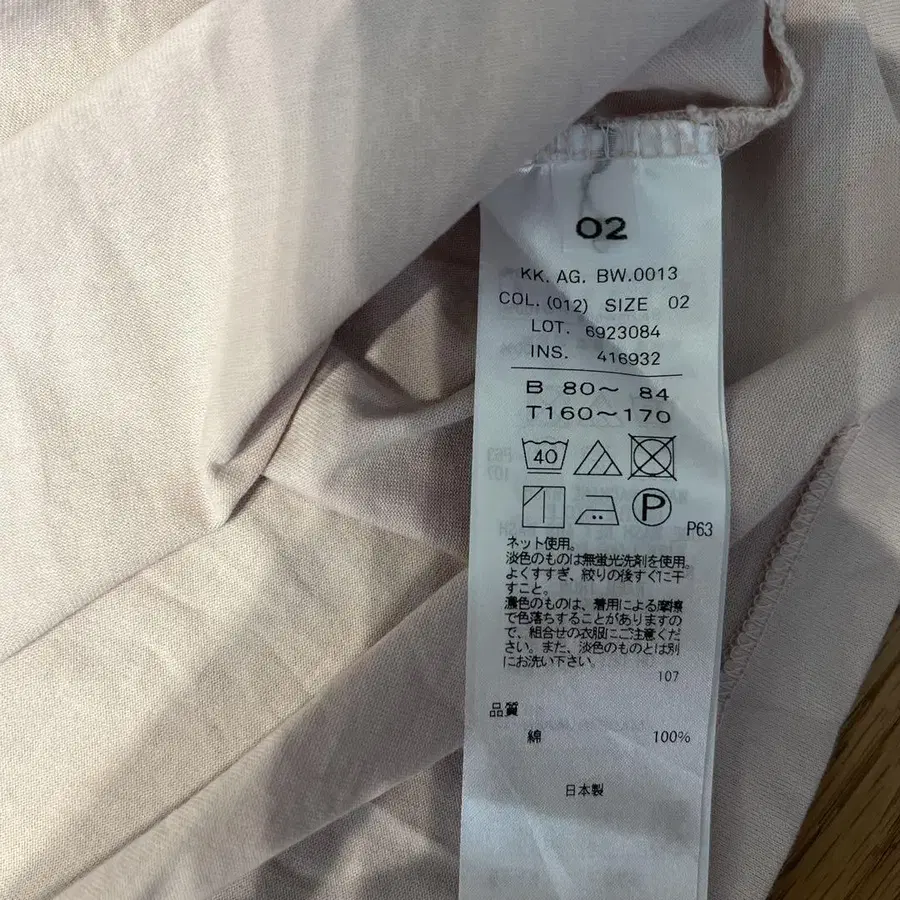 02
KK. AG. BW.0013
COL. (012) SIZE 02
LOT. 6923084
INS. 416932
B 80〜 84
T160〜170
40
P
P63
ネット使用。
淡色のものは無蛍光洗剤を使用。
よくすすぎ、絞りの後すぐに干
すこと。
濃色のものは、着用による摩擦
で色落ちすることがありますの
で、組合せの衣服にご注意くだ
さい。また、淡色のものとは別
にお洗い下さい。
107
品質
綿 100%
日本製